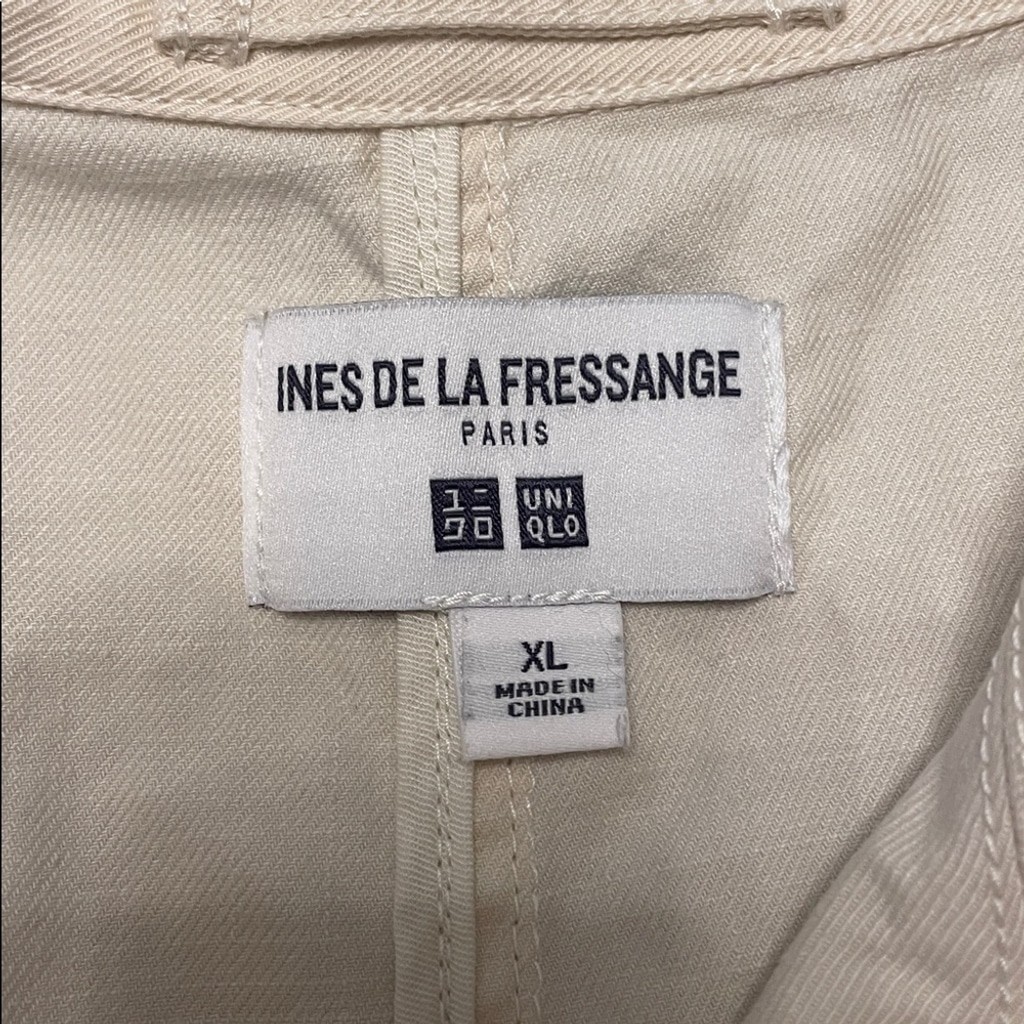 INES DE LA FRESSANGE
PARIS
ユニ UNI
クロ QLO
XL
MADE IN
CHINA